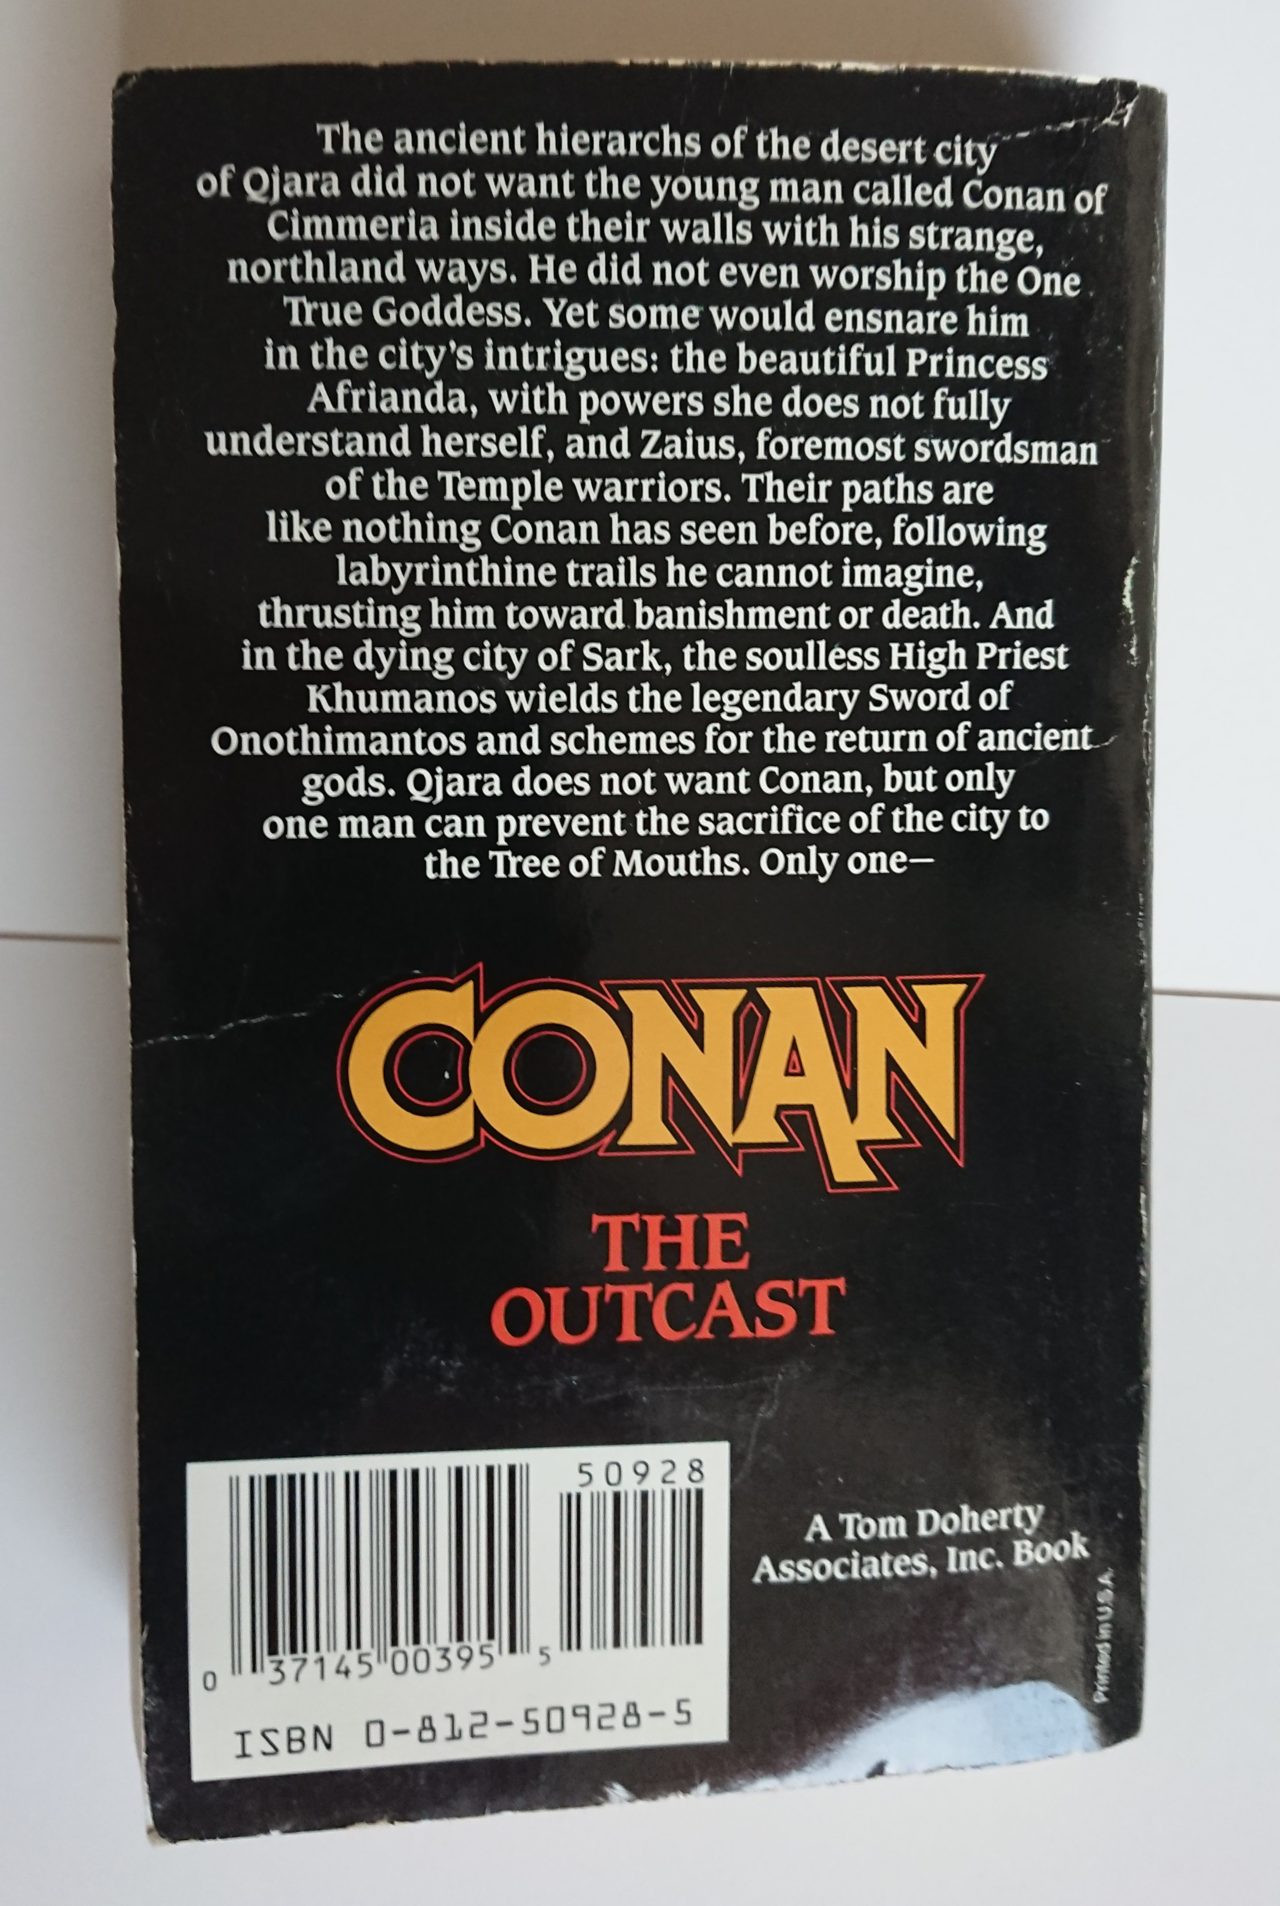 The ancient hierarchs of the desert city
of Qjara did not want the young man called Conan of
Cimmeria inside their walls with his strange,
northland ways. He did not even worship the One
True Goddess. Yet some would ensnare him
in the city's intrigues: the beautiful Princess
Afrianda, with powers she does not fully
understand herself, and Zaius, foremost swordsman
of the Temple warriors. Their paths are
like nothing Conan has seen before, following
labyrinthine trails he cannot imagine,
thrusting him toward banishment or death. And
in the dying city of Sark, the soulless High Priest
Khumanos wields the legendary Sword of
Onothimantos and schemes for the return of ancient
gods. Qjara does not want Conan, but only
one man can prevent the sacrifice of the city to
the Tree of Mouths. Only one—
CONAN
THE
OUTCAST
50928
0 37145 00395 5
ISBN 0-812-50928-5
A Tom Doherty
Associates, Inc. Book
Printed in U.S.A.